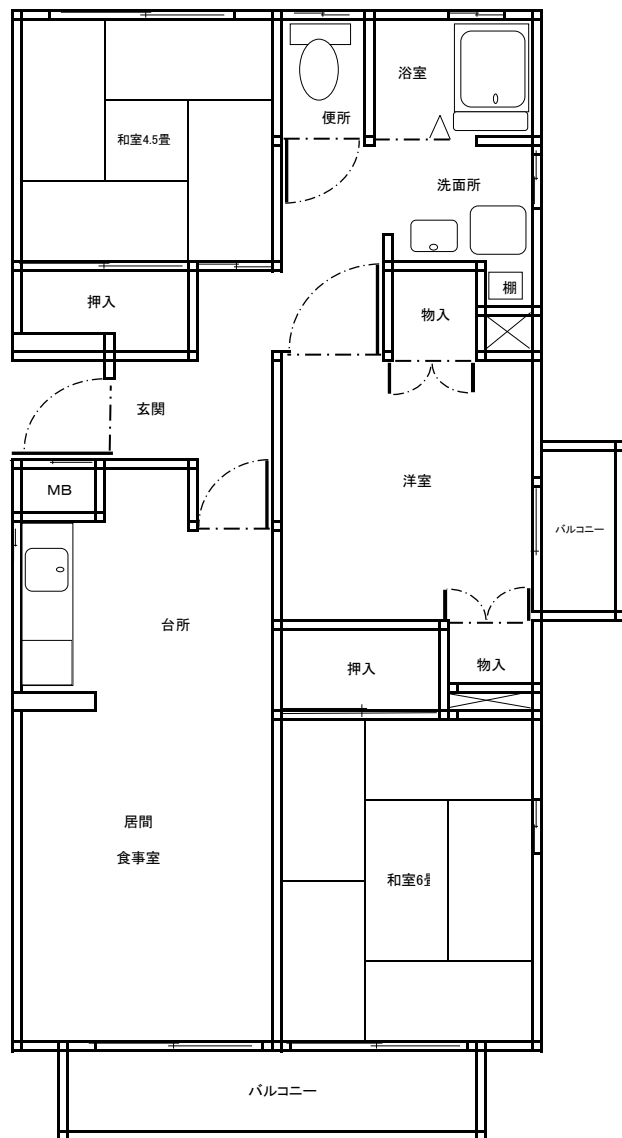 浴室
便所
和室4.5畳
洗面所
棚
押入
物入
玄関
洋室
MB
バルコニー
台所
物入
押入
居間
食事室
和室6
バルコニー